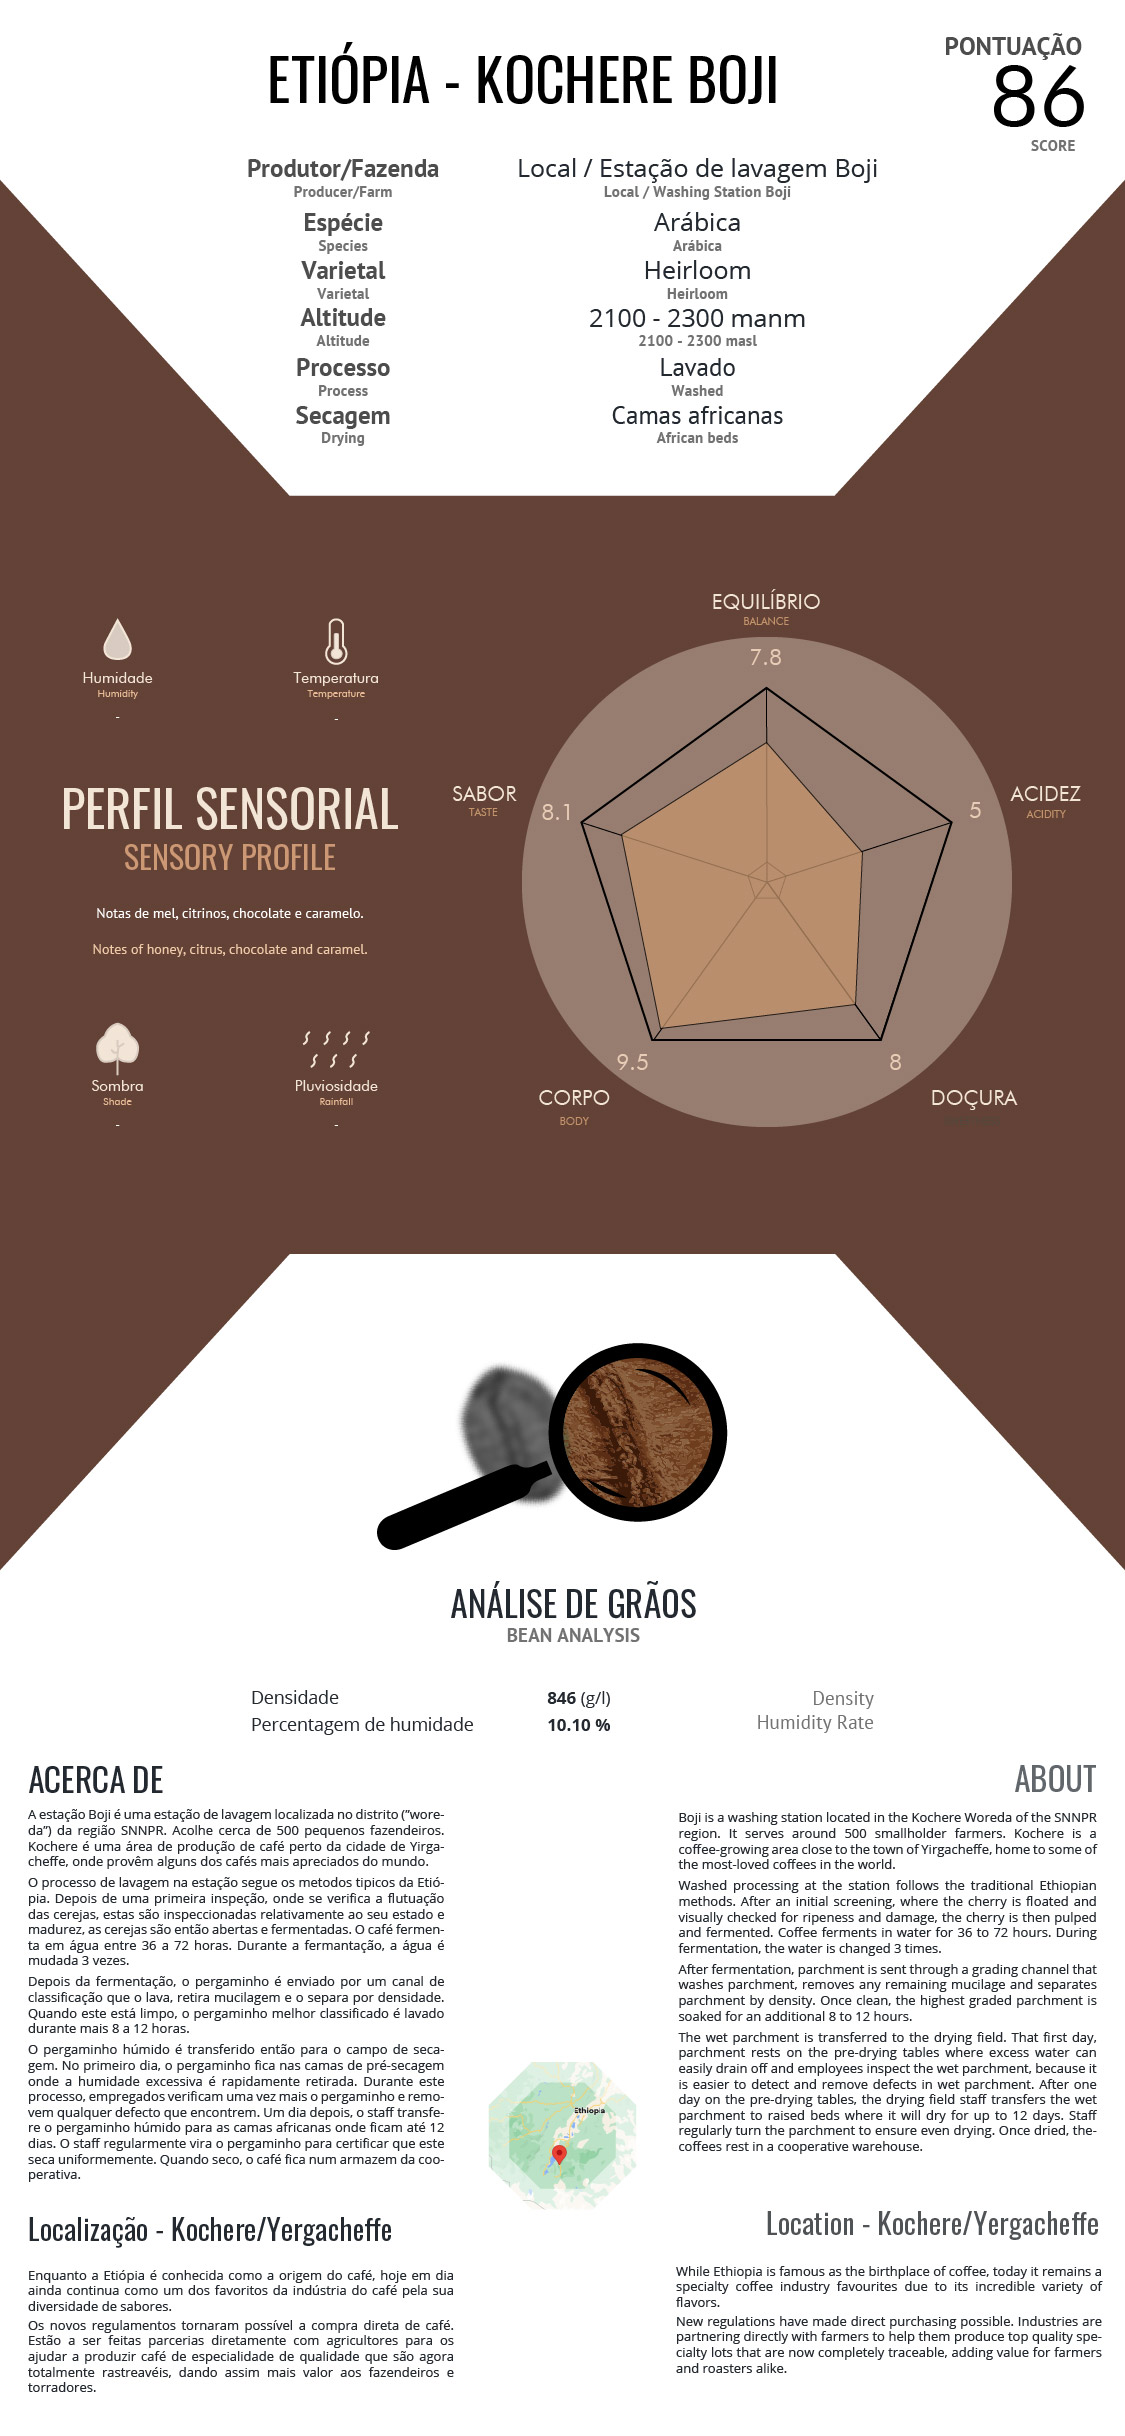 ETIÓPIA - KOCHERE BOJI
PONTUAÇÃO
86
SCORE
Produtor/Fazenda
Producer/Farm
Local / Estação de lavagem Boji
Local / Washing Station Boji
Espécie
Species
Arábica
Arábica
Varietal
Varietal
Heirloom
Heirloom
Altitude
Altitude
2100 - 2300 manm
2100 - 2300 masl
Processo
Process
Lavado
Washed
Secagem
Drying
Camas africanas
African beds
Humidade
Humidity
-
Temperatura
Temperature
-
PERFIL SENSORIAL
SENSORY PROFILE
Notas de mel, citrinos, chocolate e caramelo.
Notes of honey, citrus, chocolate and caramel.
Sombra
Shade
-
Pluviosidade
Rainfall
-
EQUILÍBRIO
BALANCE
7.8
SABOR
TASTE
8.1
5
ACIDEZ
ACIDITY
9.5
8
CORPO
BODY
DOÇURA
ANÁLISE DE GRÃOS
BEAN ANALYSIS
Densidade 846 (g/l) Density
Percentagem de humidade 10.10 % Humidity Rate
ACERCA DE
A estação Boji é uma estação de lavagem localizada no distrito ("wore-
da") da região SNNPR. Acolhe cerca de 500 pequenos fazendeiros.
Kochere é uma área de produção de café perto da cidade de Yirga-
cheffe, onde provêm alguns dos cafés mais apreciados do mundo.
O processo de lavagem na estação segue os metodos tipicos da Etió-
pia. Depois de uma primeira inspeção, onde se verifica a flutuação
das cerejas, estas são inspeccionadas relativamente ao seu estado e
madurez, as cerejas são então abertas e fermentadas. O café fermen-
ta em água entre 36 a 72 horas. Durante a fermantação, a água é
mudada 3 vezes.
Depois da fermentação, o pergaminho é enviado por um canal de
classificação que o lava, retira mucilagem e o separa por densidade.
Quando este está limpo, o pergaminho melhor classificado é lavado
durante mais 8 a 12 horas.
O pergaminho húmido é transferido então para o campo de seca-
gem. No primeiro dia, o pergaminho fica nas camas de pré-secagem
onde a humidade excessiva é rapidamente retirada. Durante este
processo, empregados verificam uma vez mais o pergaminho e remo-
vem qualquer defecto que encontrem. Um dia depois, o staff transfe-
re o pergaminho húmido para as camas africanas onde ficam até 12
dias. O staff regularmente vira o pergaminho para certificar que este
seca uniformemente. Quando seco, o café fica num armazem da coo-
perativa.
ABOUT
Boji is a washing station located in the Kochere Woreda of the SNNPR
region. It serves around 500 smallholder farmers. Kochere is a
coffee-growing area close to the town of Yirgacheffe, home to some of
the most-loved coffees in the world.
Washed processing at the station follows the traditional Ethiopian
methods. After an initial screening, where the cherry is floated and
visually checked for ripeness and damage, the cherry is then pulped
and fermented. Coffee ferments in water for 36 to 72 hours. During
fermentation, the water is changed 3 times.
After fermentation, parchment is sent through a grading channel that
washes parchment, removes any remaining mucilage and separates
parchment by density. Once clean, the highest graded parchment is
soaked for an additional 8 to 12 hours.
The wet parchment is transferred to the drying field. That first day,
parchment rests on the pre-drying tables where excess water can
easily drain off and employees inspect the wet parchment, because it
is easier to detect and remove defects in wet parchment. After one
day on the pre-drying tables, the drying field staff transfers the wet
parchment to raised beds where it will dry for up to 12 days. Staff
regularly turn the parchment to ensure even drying. Once dried, the-
coffees rest in a cooperative warehouse.
Ethiopia
Localização - Kochere/Yergacheffe
Enquanto a Etiópia é conhecida como a origem do café, hoje em dia
ainda continua como um dos favoritos da indústria do café pela sua
diversidade de sabores.
Os novos regulamentos tornaram possível a compra direta de café.
Estão a ser feitas parcerias diretamente com agricultores para os
ajudar a produzir café de especialidade de qualidade que são agora
totalmente rastreavéis, dando assim mais valor aos fazendeiros e
torradores.
Location - Kochere/Yergacheffe
While Ethiopia is famous as the birthplace of coffee, today it remains a
specialty coffee industry favourites due to its incredible variety of
flavors.
New regulations have made direct purchasing possible. Industries are
partnering directly with farmers to help them produce top quality spe-
cialty lots that are now completely traceable, adding value for farmers
and roasters alike.